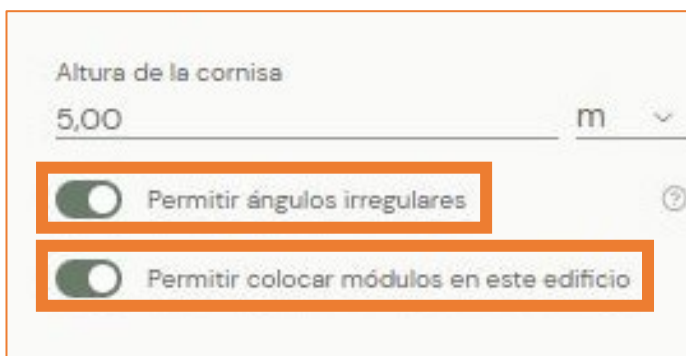 Altura de la cornisa
5,00 m
Permitir ángulos irregulares ?
Permitir colocar módulos en este edificio